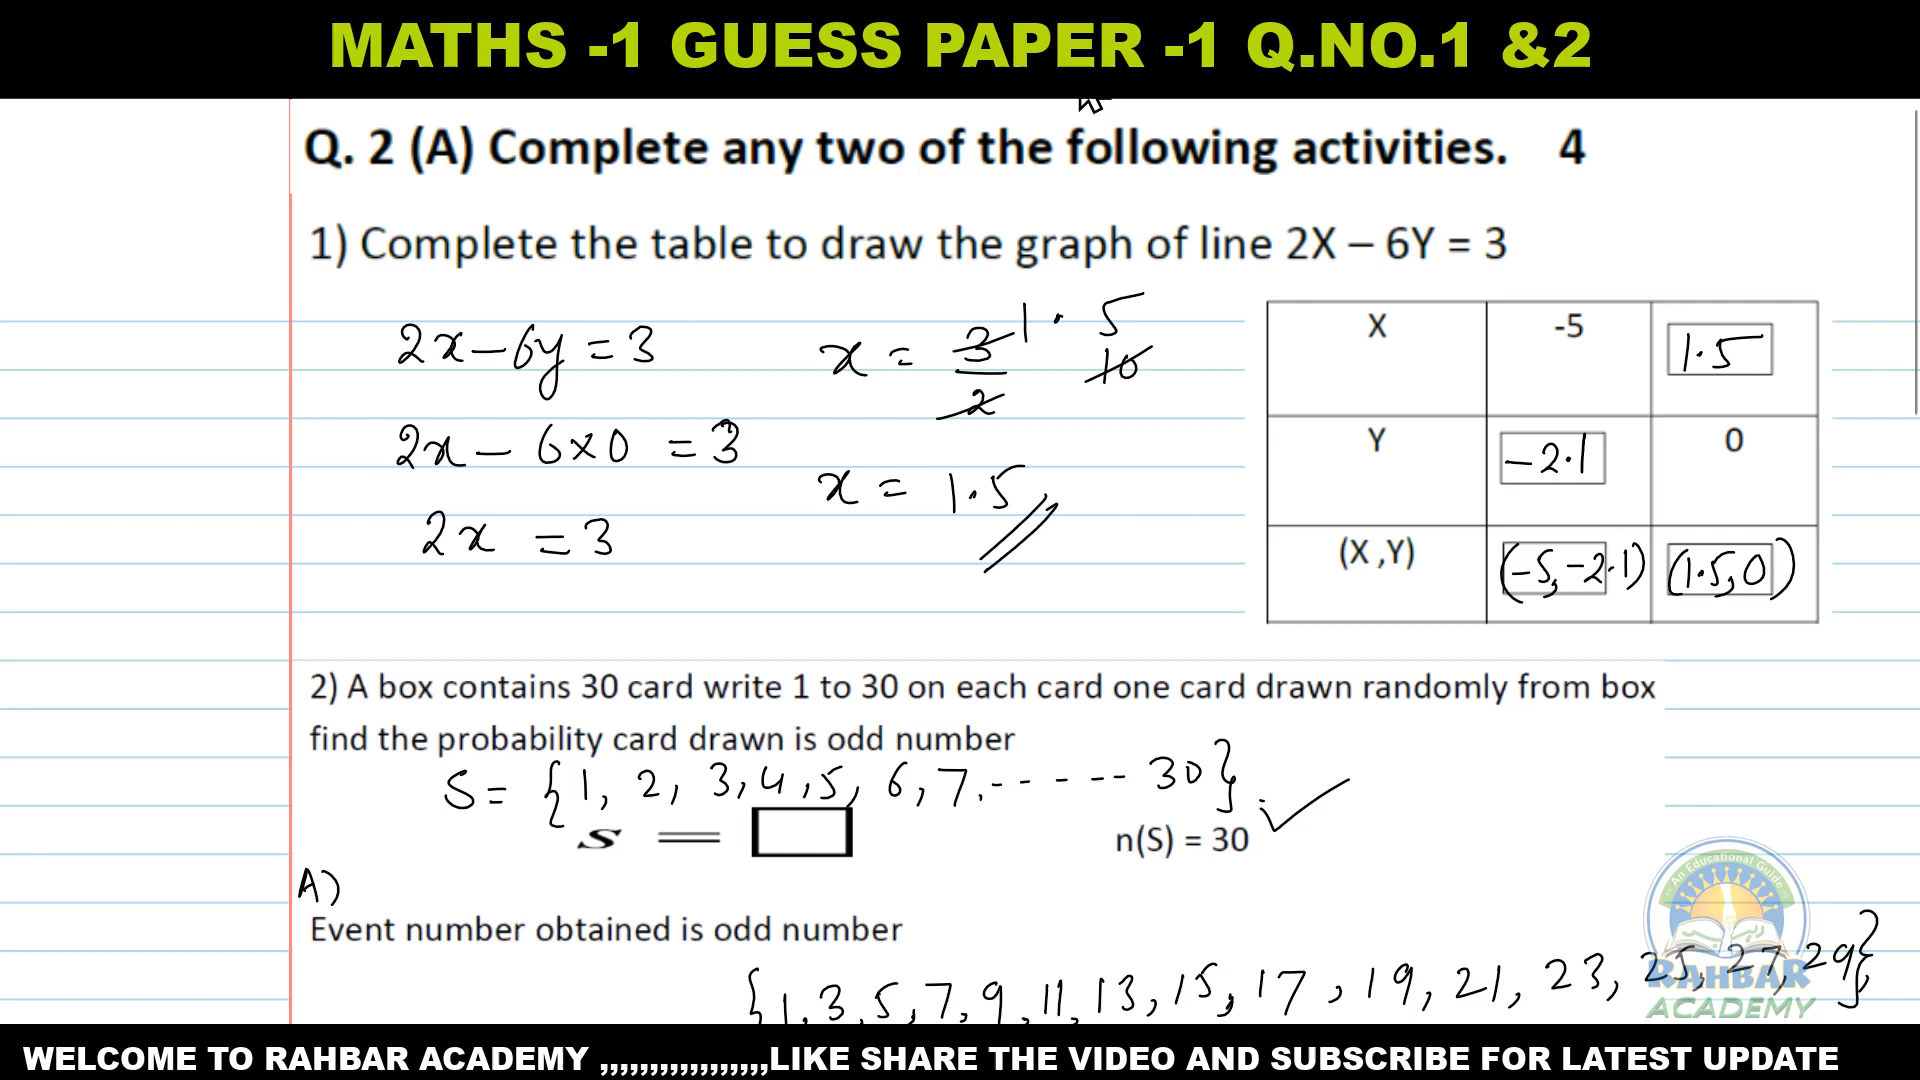 MATHS -1 GUESS PAPER -1 Q.NO.1 &2
Q. 2 (A) Complete any two of the following activities. 4
1) Complete the table to draw the graph of line 2X – 6Y = 3
2x - 6y = 3
2x - 6 × 0 = 3
2x = 3
x = 3/2 1.5 10
x = 1.5
X -5 1.5
Y -2.1 0
(X ,Y) (-5, -2.1) (1.5, 0)
2) A box contains 30 card write 1 to 30 on each card one card drawn randomly from box
find the probability card drawn is odd number
S = {1, 2, 3, 4, 5, 6, 7, ------ 30}
S = n(S) = 30
A)
Event number obtained is odd number
{1, 3, 5, 7, 9, 11, 13, 15, 17, 19, 21, 23, 25, 27, 29}
An Educational Guide
RAHBAR
ACADEMY
WELCOME TO RAHBAR ACADEMY ,,,,,,,,,,,,,,,,,LIKE SHARE THE VIDEO AND SUBSCRIBE FOR LATEST UPDATE